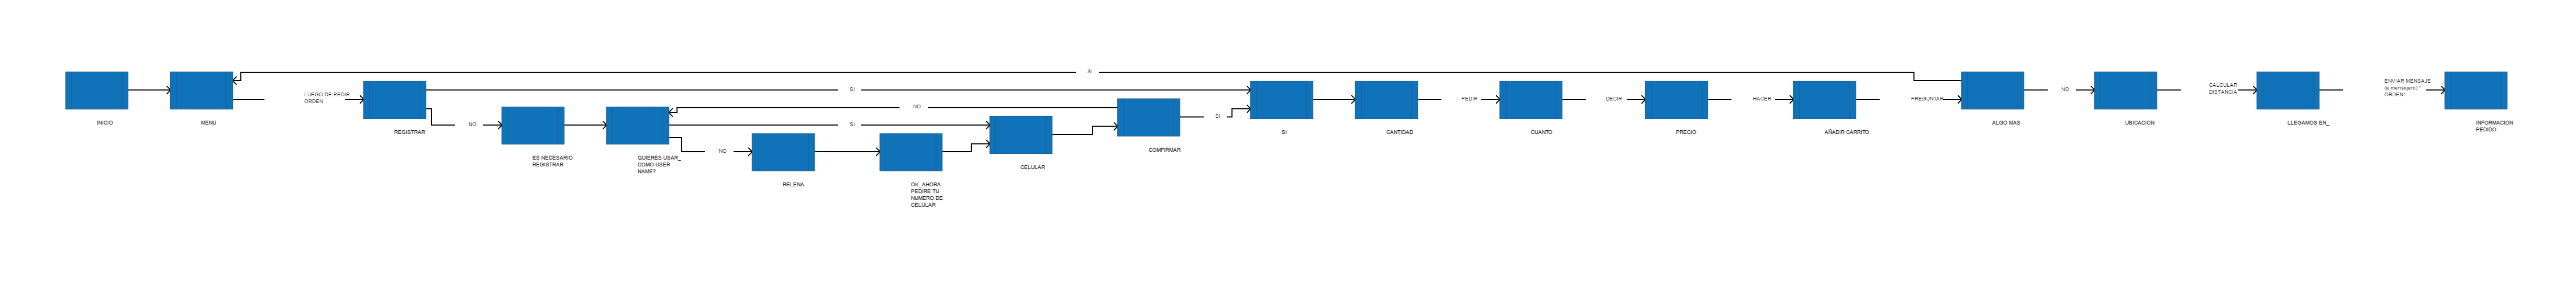 SI
INICIO
MENU
LUEGO DE PEDIR
ORDEN
REGISTRAR
SI
NO
ES NECESARIO
REGISTRAR
QUIERES USAR_
COMO USER
NAME?
NO
SI
NO
RELENA
OK_AHORA
PEDIRE TU
NUMERO DE
CELULAR
CELULAR
COMFIRMAR
SI
SI
CANTIDAD
PEDIR
CUANTO
DECIR
PRECIO
HACER
AÑADIR CARRITO
PREGUNTAR
ALGO MAS
NO
UBICACION
CALCULAR
DISTANCIA
LLEGAMOS EN_
ENVIAR MENSAJE
(a mensajero) "
ORDEN"
INFORMACION
PEDIDO